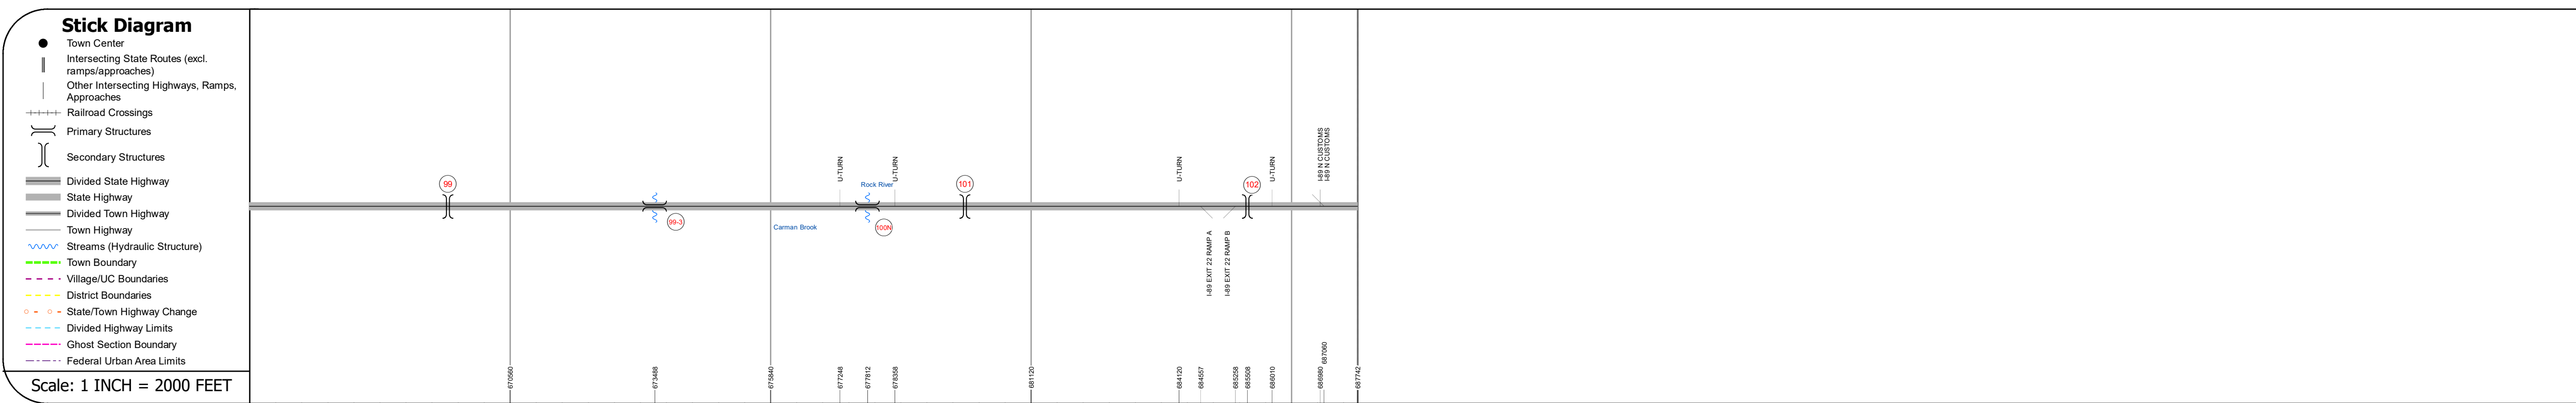 Stick Diagram
Town Center
Intersecting State Routes (excl.
ramps/approaches)
Other Intersecting Highways, Ramps,
Approaches
Railroad Crossings
Primary Structures
Secondary Structures
Divided State Highway
State Highway
Divided Town Highway
Town Highway
Streams (Hydraulic Structure)
Town Boundary
Village/UC Boundaries
District Boundaries
State/Town Highway Change
Divided Highway Limits
Ghost Section Boundary
Federal Urban Area Limits
Scale: 1 INCH = 2000 FEET
99
99-3
Carman Brook
U-TURN
Rock River
100N
U-TURN
101
U-TURN
I-89 EXIT 22 RAMP A
I-89 EXIT 22 RAMP B
102
U-TURN
I-89 N CUSTOMS
I-89 N CUSTOMS
670560
673488
675840
677248
677812
678358
681120
684120
684557
685258
685508
686010
686980
687060
687742